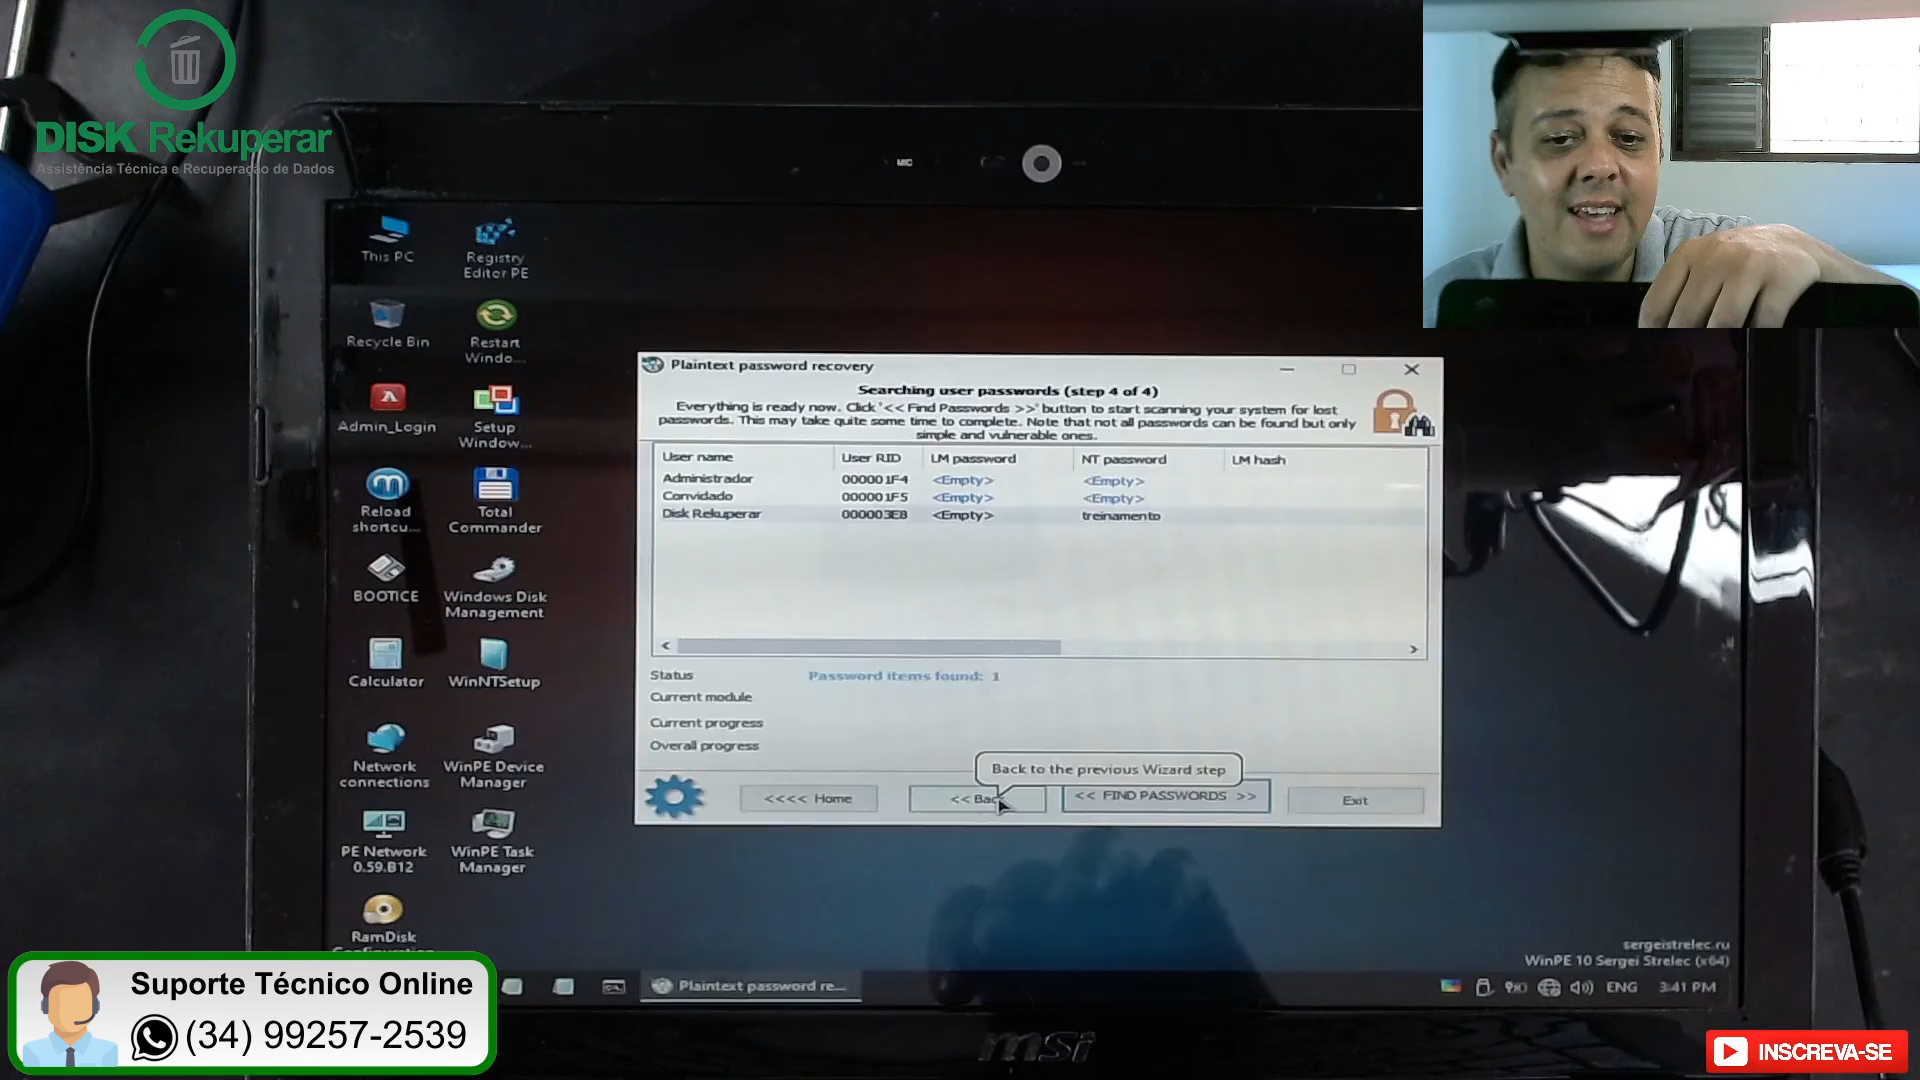 DISK Rekuperar
Assistência Técnica e Recuperação de Dados
MIC
This PC
Registry
Editor PE
Recycle Bin
Restart
Windo...
Admin_Login
Setup
Window...
Reload
shortcu...
Total
Commander
BOOTICE
Windows Disk
Management
Calculator
WinNTSetup
Network
connections
WinPE Device
Manager
PE Network
0.59.B12
WinPE Task
Manager
RamDisk
Plaintext password recovery
Searching user passwords (step 4 of 4)
Everything is ready now. Click '<< Find Passwords >>' button to start scanning your system for lost
passwords. This may take quite some time to complete. Note that not all passwords can be found but only
simple and vulnerable ones.
User name User RID LM password NT password LM hash
Administrador 000001F4 <Empty> <Empty>
Convidado 000001F5 <Empty> <Empty>
Disk Rekuperar 000003E8 <Empty> treinamento
Status Password items found: 1
Current module
Current progress
Overall progress
Back to the previous Wizard step
<<<< Home << Back << FIND PASSWORDS >> Exit
sergeistrelec.ru
WinPE 10 Sergei Strelec (x64)
Plaintext password re...
ENG 3:41 PM
msi
Suporte Técnico Online
(34) 99257-2539
INSCREVA-SE